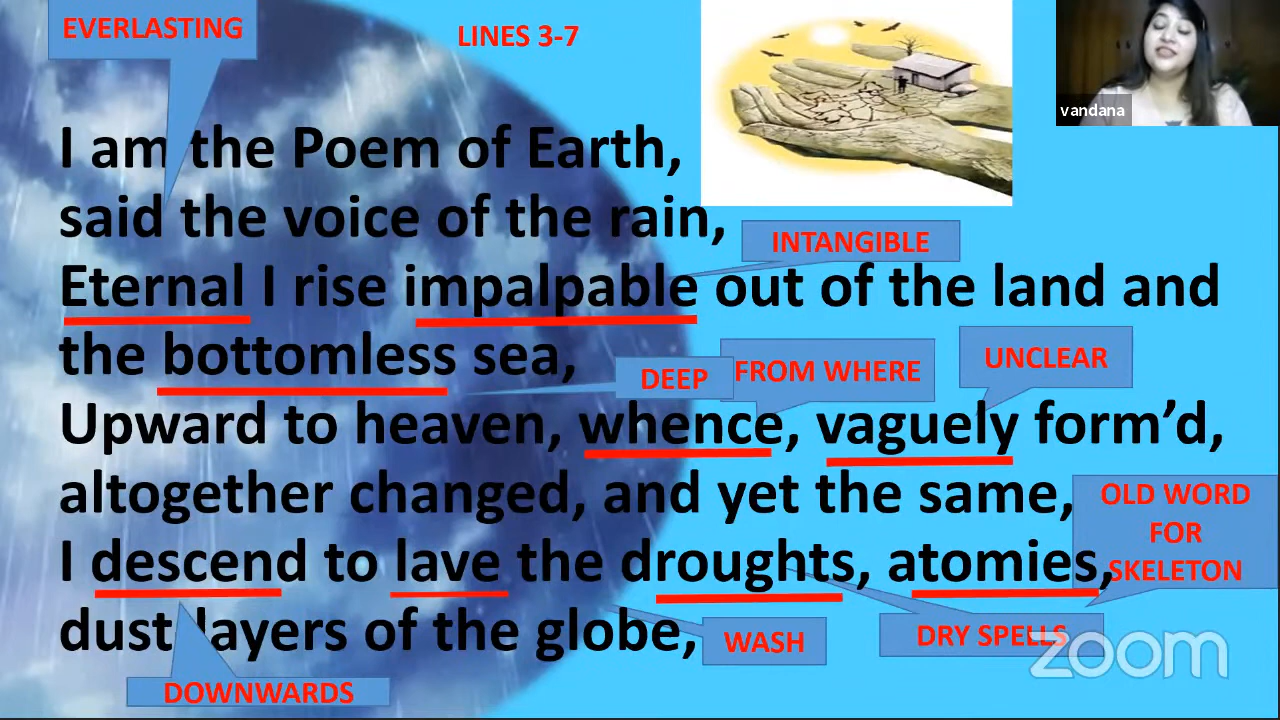 EVERLASTING
LINES 3-7
vandana
I am the Poem of Earth,
said the voice of the rain,
INTANGIBLE
Eternal I rise impalpable out of the land and
the bottomless sea,
DEEP
FROM WHERE
UNCLEAR
Upward to heaven, whence, vaguely form’d,
altogether changed, and yet the same,
OLD WORD
FOR
SKELETON
I descend to lave the droughts, atomies,
dust layers of the globe,
WASH
DRY SPELLS
zoom
DOWNWARDS